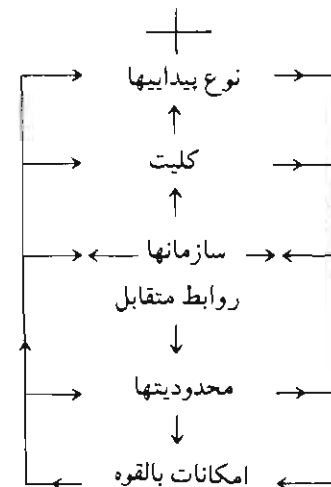 نوع پیداییها
کلیت
سازمانها
روابط متقابل
محدودیتها
امکانات بالقوه